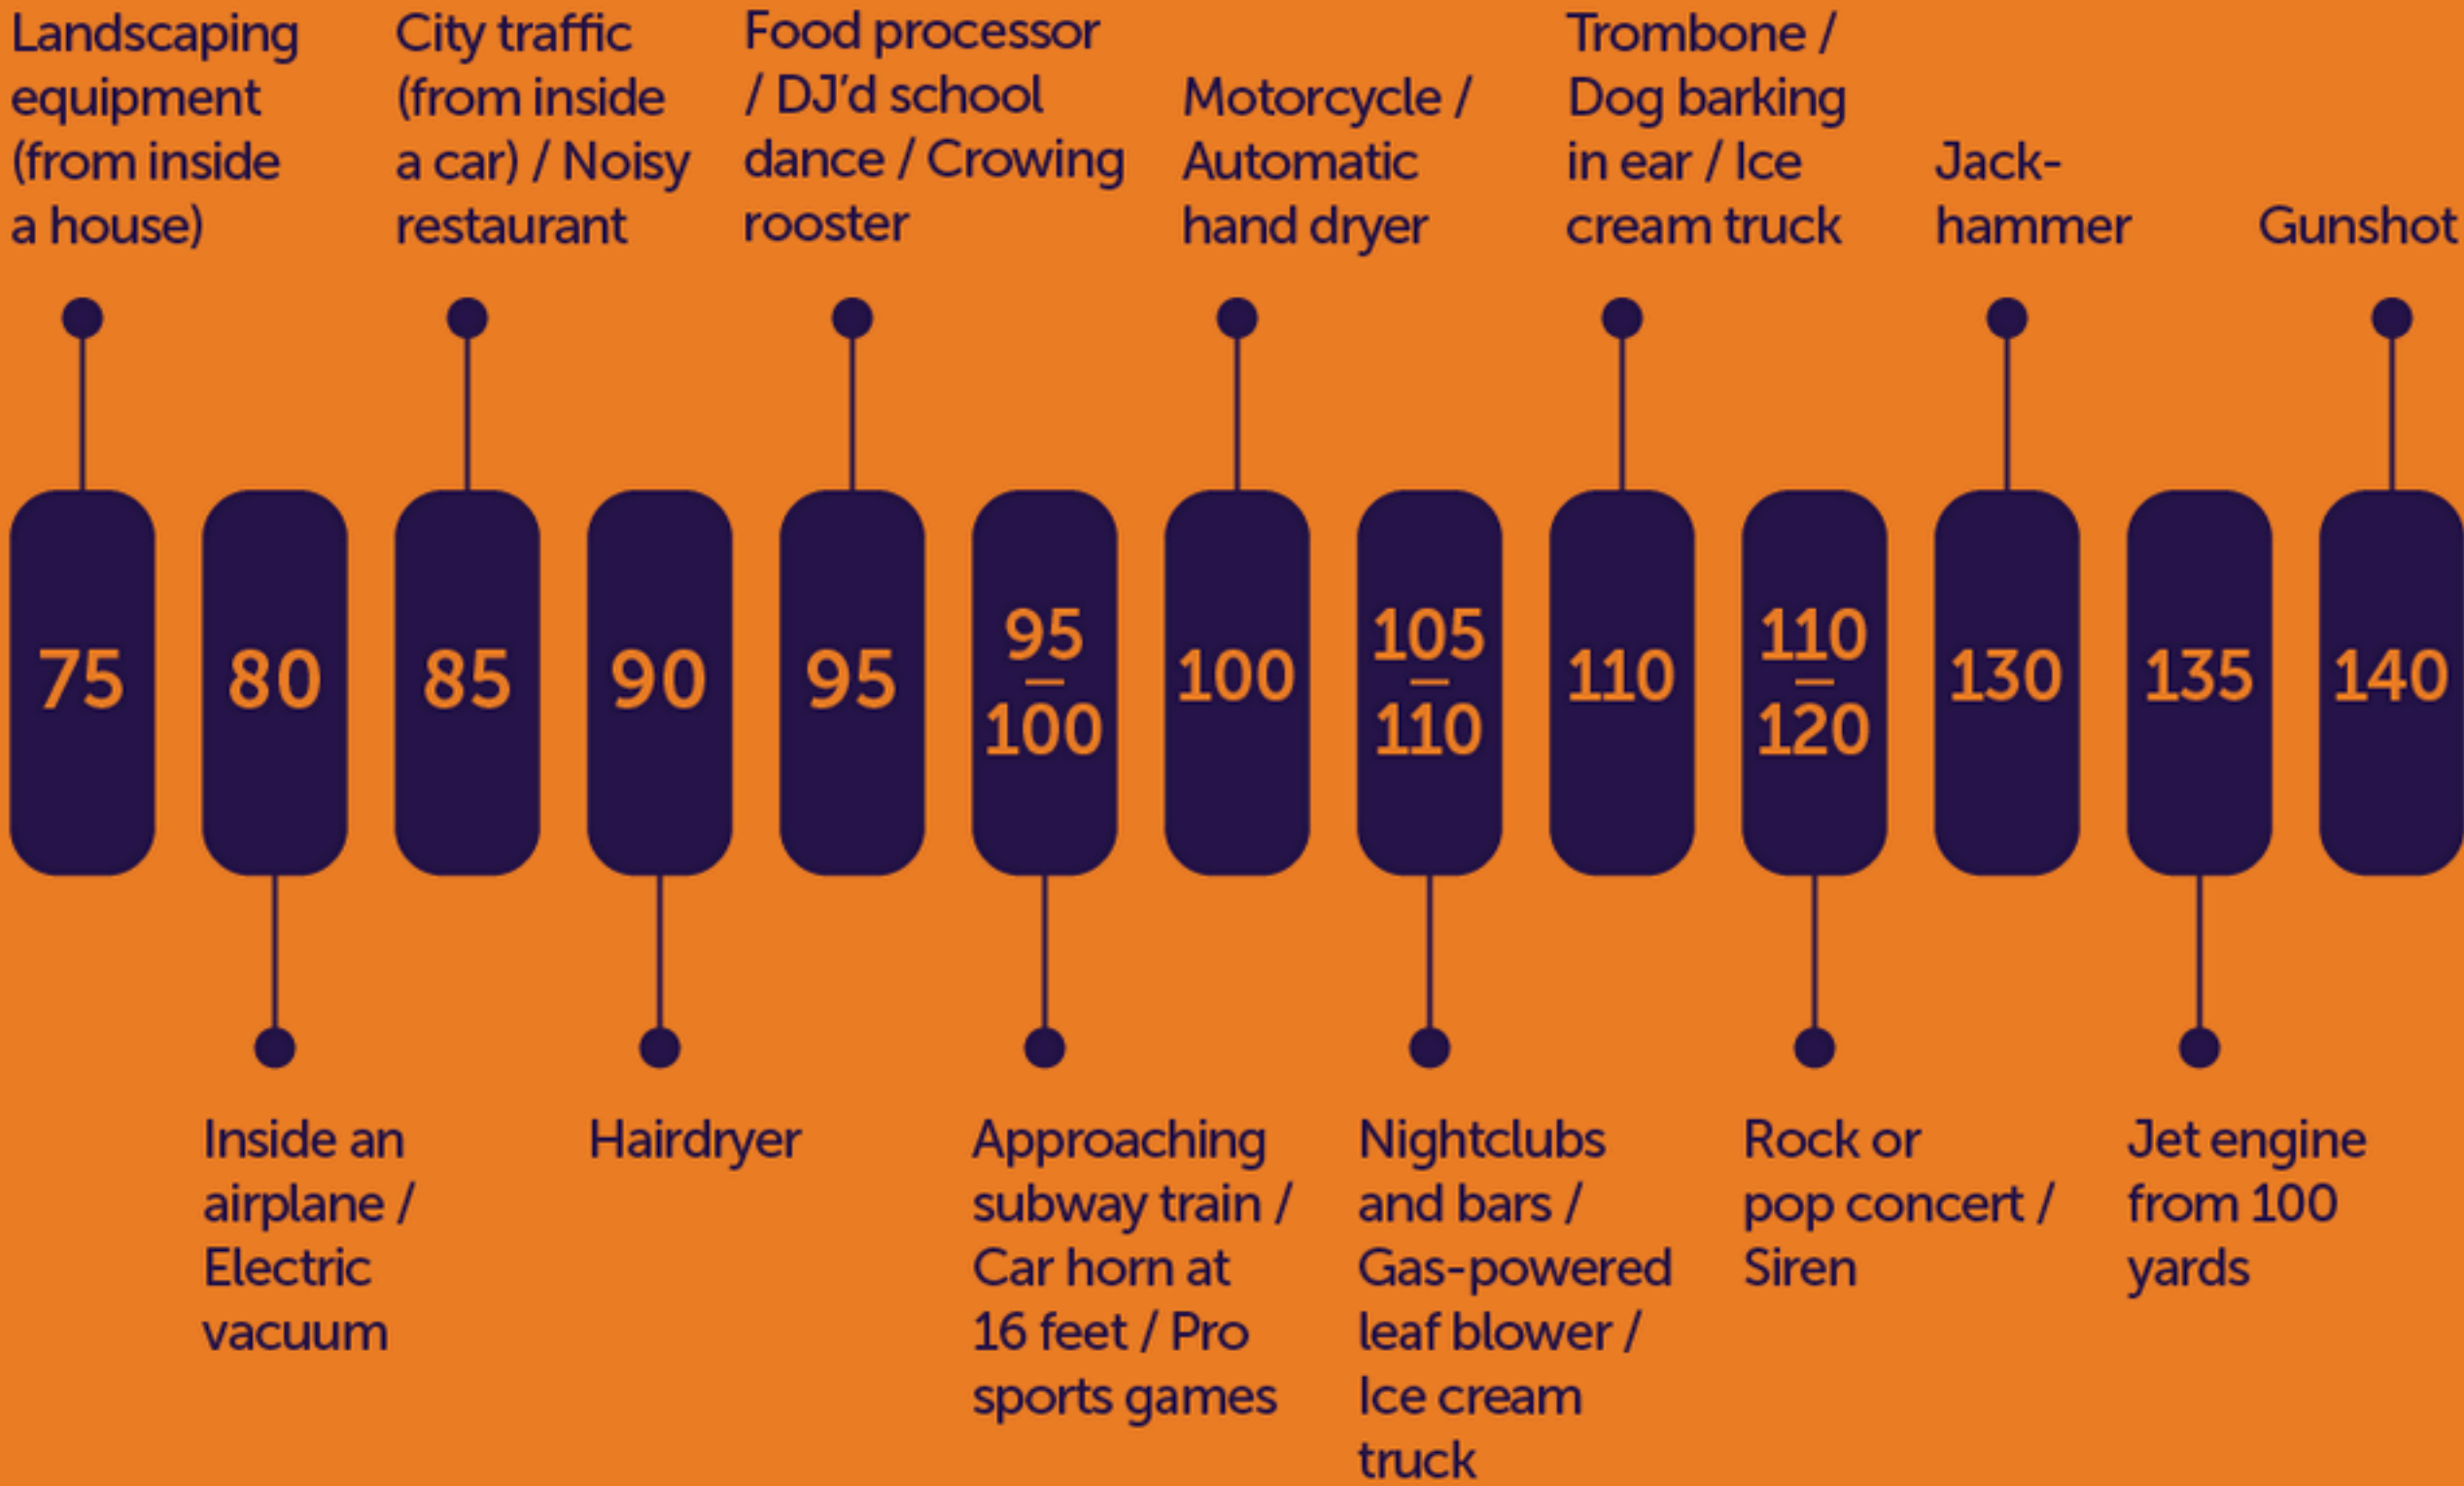 Landscaping
equipment
(from inside
a house)
City traffic
(from inside
a car) / Noisy
restaurant
Food processor
/ DJ’d school
dance / Crowing
rooster
Motorcycle /
Automatic
hand dryer
Trombone /
Dog barking
in ear / Ice
cream truck
Jack-
hammer
Gunshot
75
80
85
90
95
95
–
100
100
105
–
110
110
110
–
120
130
135
140
Inside an
airplane /
Electric
vacuum
Hairdryer
Approaching
subway train /
Car horn at
16 feet / Pro
sports games
Nightclubs
and bars /
Gas-powered
leaf blower /
Ice cream
truck
Rock or
pop concert /
Siren
Jet engine
from 100
yards